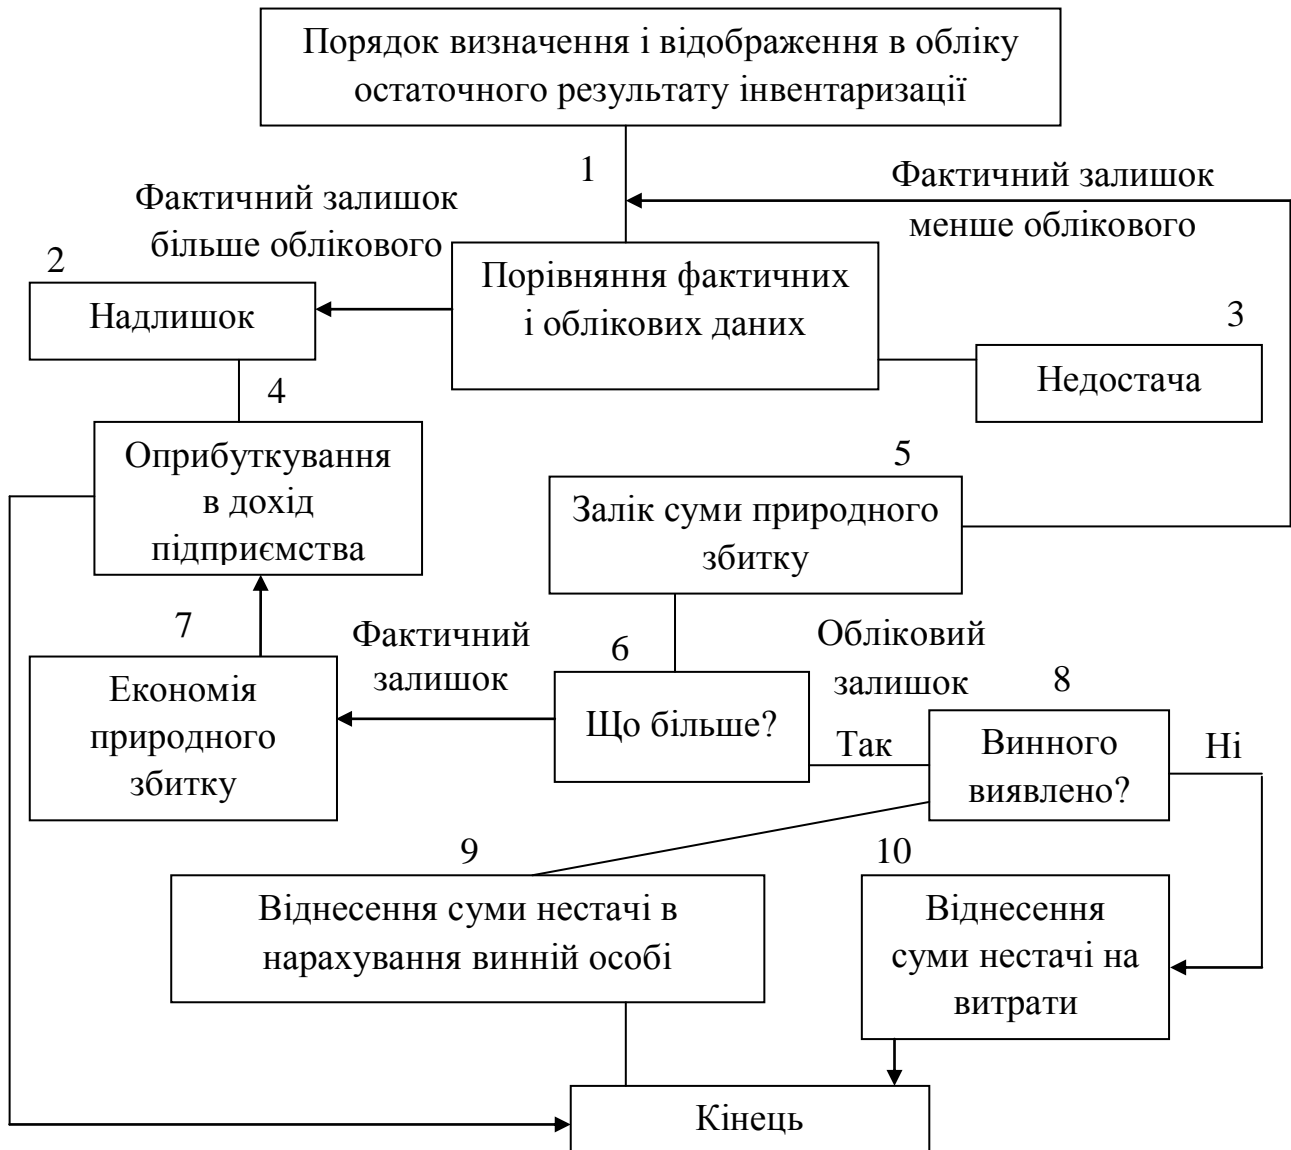 Порядок визначення і відображення в обліку
остаточного результату інвентаризації
1
Фактичний залишок
більше облікового
Фактичний залишок
менше облікового
2
Надлишок
Порівняння фактичних
і облікових даних
3
Недостача
4
Оприбуткування
в дохід
підприємства
5
Залік суми природного
збитку
7
Економія
природного
збитку
Фактичний
залишок
6
Що більше?
Обліковий
залишок
Так
8
Винного
виявлено?
Ні
9
Віднесення суми нестачі в
нарахування винній особі
10
Віднесення
суми нестачі на
витрати
Кінець